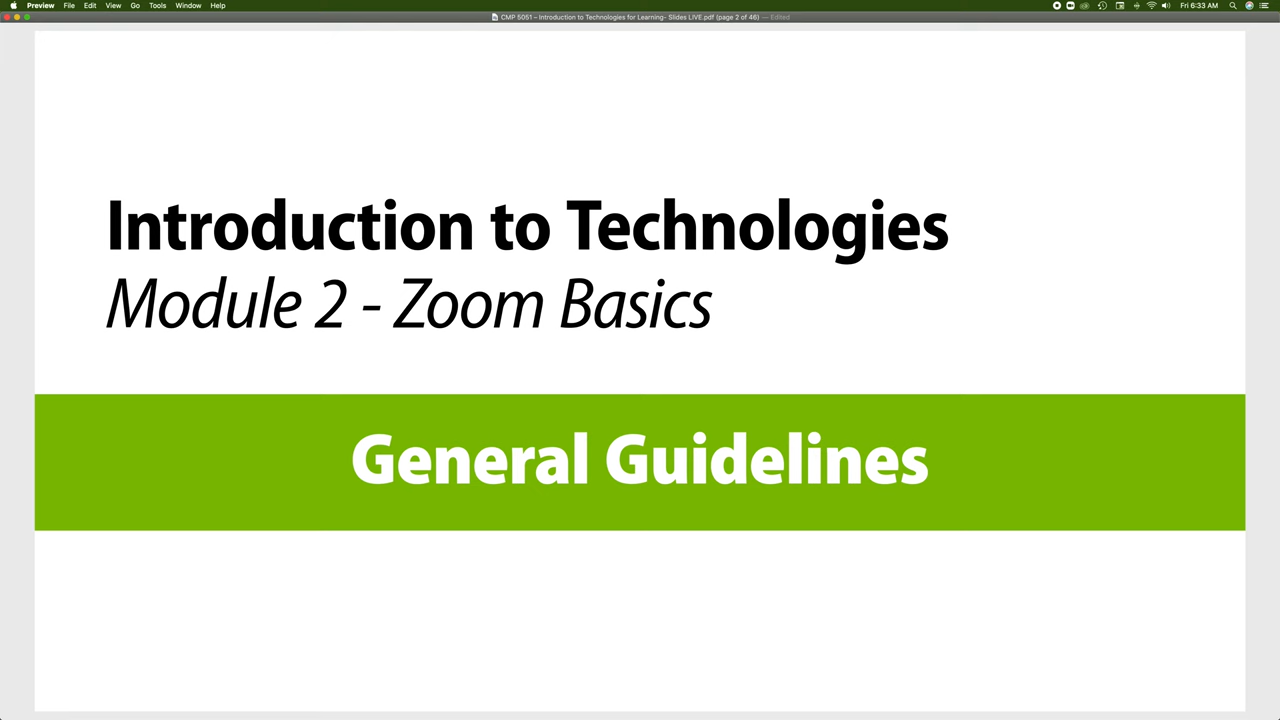 Preview File Edit View Go Tools Window Help Fri 6:33 AM
CMP 5051 – Introduction to Technologies for Learning- Slides LIVE.pdf (page 2 of 46) — Edited
Introduction to Technologies
Module 2 - Zoom Basics
General Guidelines